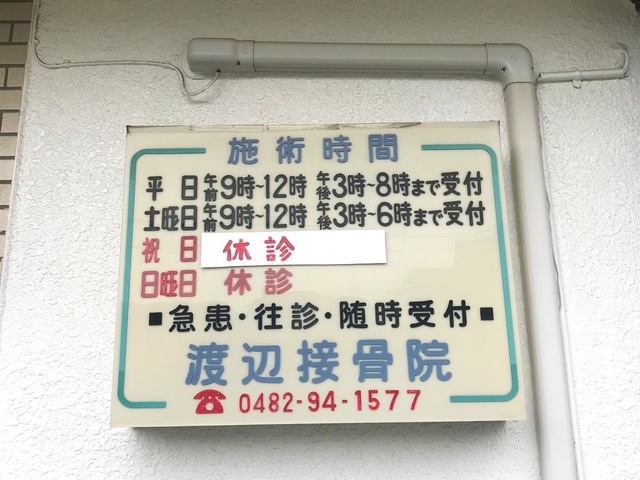 施術時間
平日 午前9時~12時 午後3時~8時まで受付
土旺日 午前9時~12時 午後3時~6時まで受付
祝日 休診
日旺日 休診
■急患・往診・随時受付■
渡辺接骨院
☎ 0482-94-1577